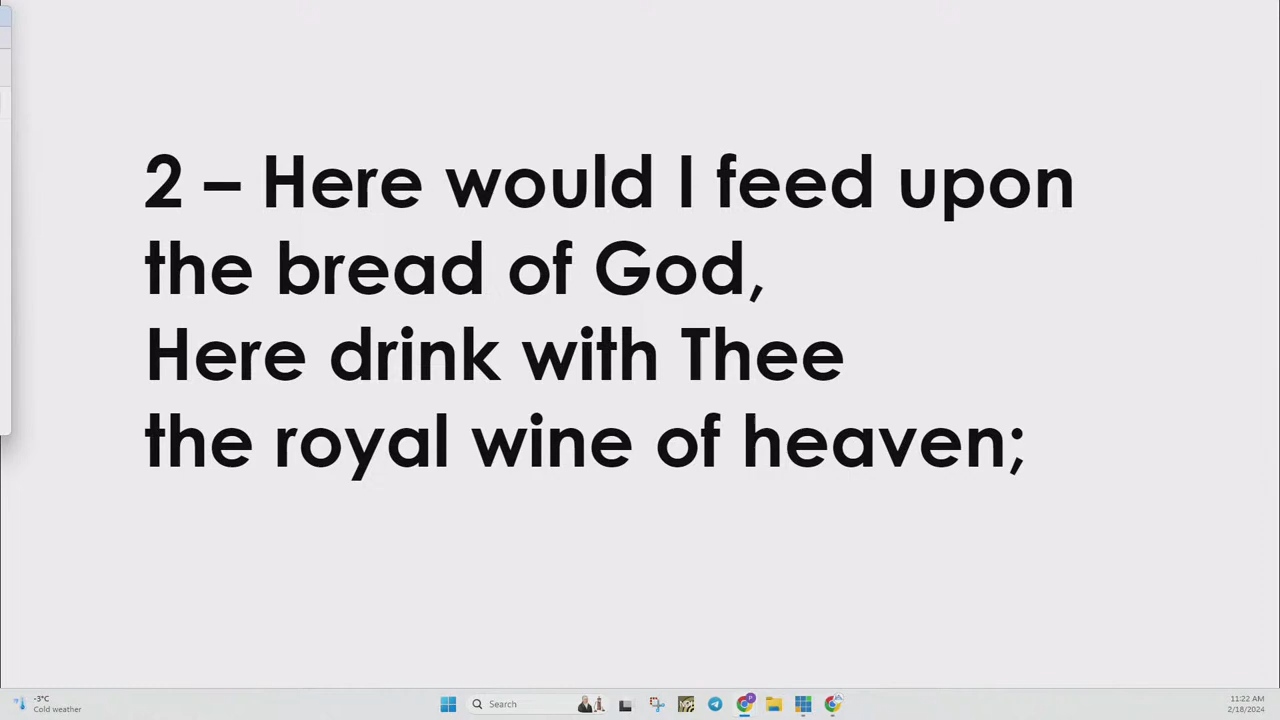 2 – Here would I feed upon
the bread of God,
Here drink with Thee
the royal wine of heaven;
-3°C
Cold weather
Search
11:22 AM
2/18/2024